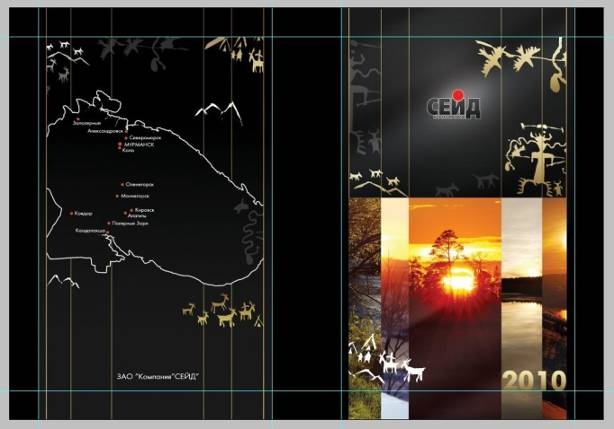 Заполярный
Александровск
Североморск
МУРМАНСК
Кола
Оленегорск
Мончегорск
Ковдор
Кировск
Апатиты
Полярные Зори
Кандалакша
ЗАО "Компания"СЕЙД"
СЕЙД
2010